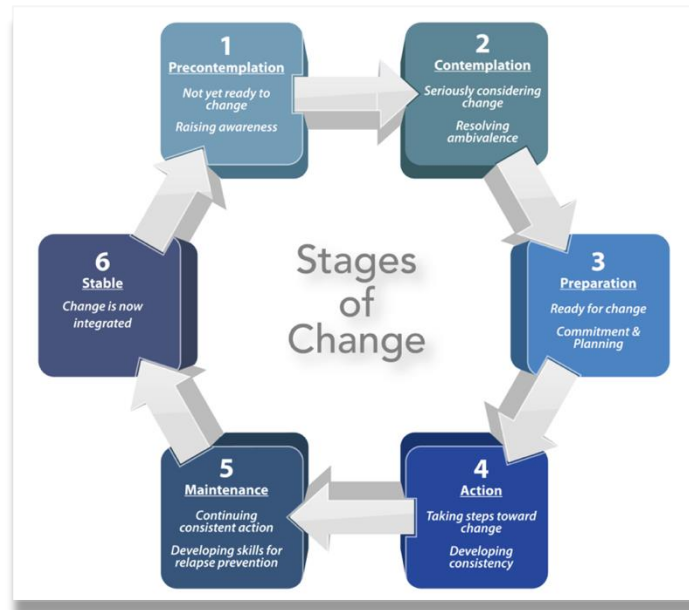 1
Precontemplation
Not yet ready to
change
Raising awareness
2
Contemplation
Seriously considering
change
Resolving
ambivalence
3
Preparation
Ready for change
Commitment &
Planning
4
Action
Taking steps toward
change
Developing
consistency
5
Maintenance
Continuing
consistent action
Developing skills for
relapse prevention
6
Stable
Change is now
integrated
Stages
of
Change